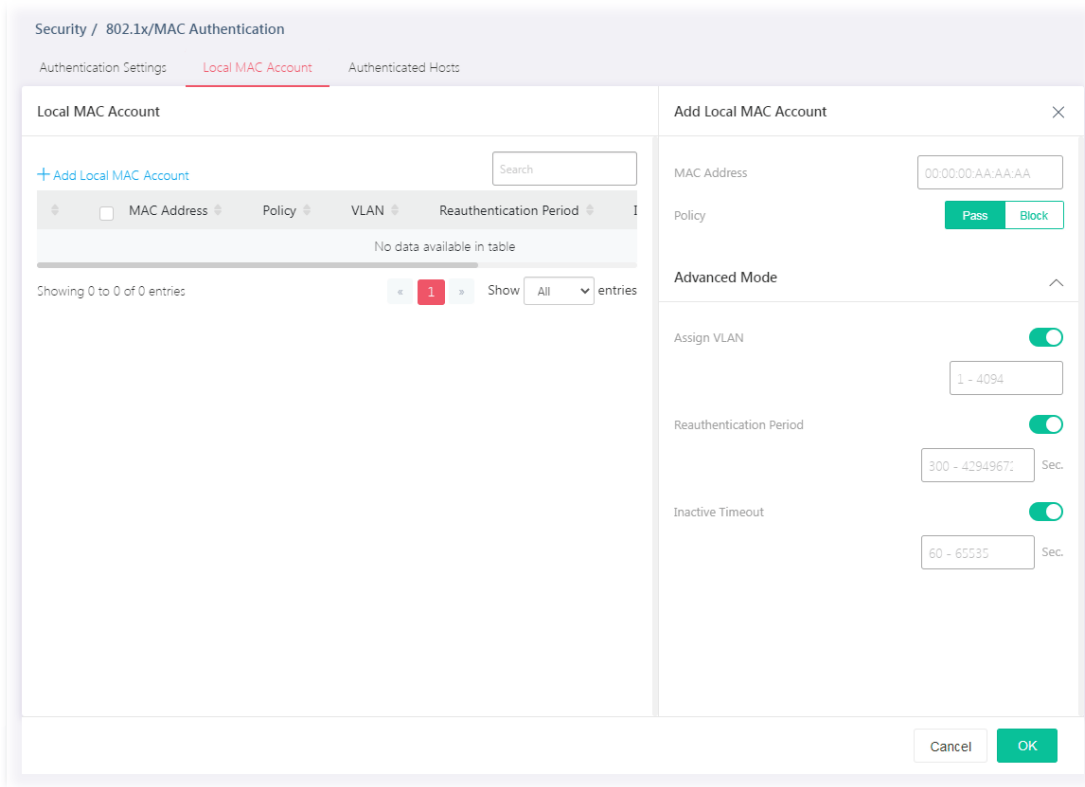 Security / 802.1x/MAC Authentication
Authentication Settings Local MAC Account Authenticated Hosts
Local MAC Account
+ Add Local MAC Account
Search
MAC Address Policy VLAN Reauthentication Period
No data available in table
Showing 0 to 0 of 0 entries
« 1 » Show All entries
Add Local MAC Account
MAC Address 00:00:00:AA:AA:AA
Policy Pass Block
Advanced Mode
Assign VLAN
1 - 4094
Reauthentication Period
300 - 4294967 Sec.
Inactive Timeout
60 - 65535 Sec.
Cancel OK